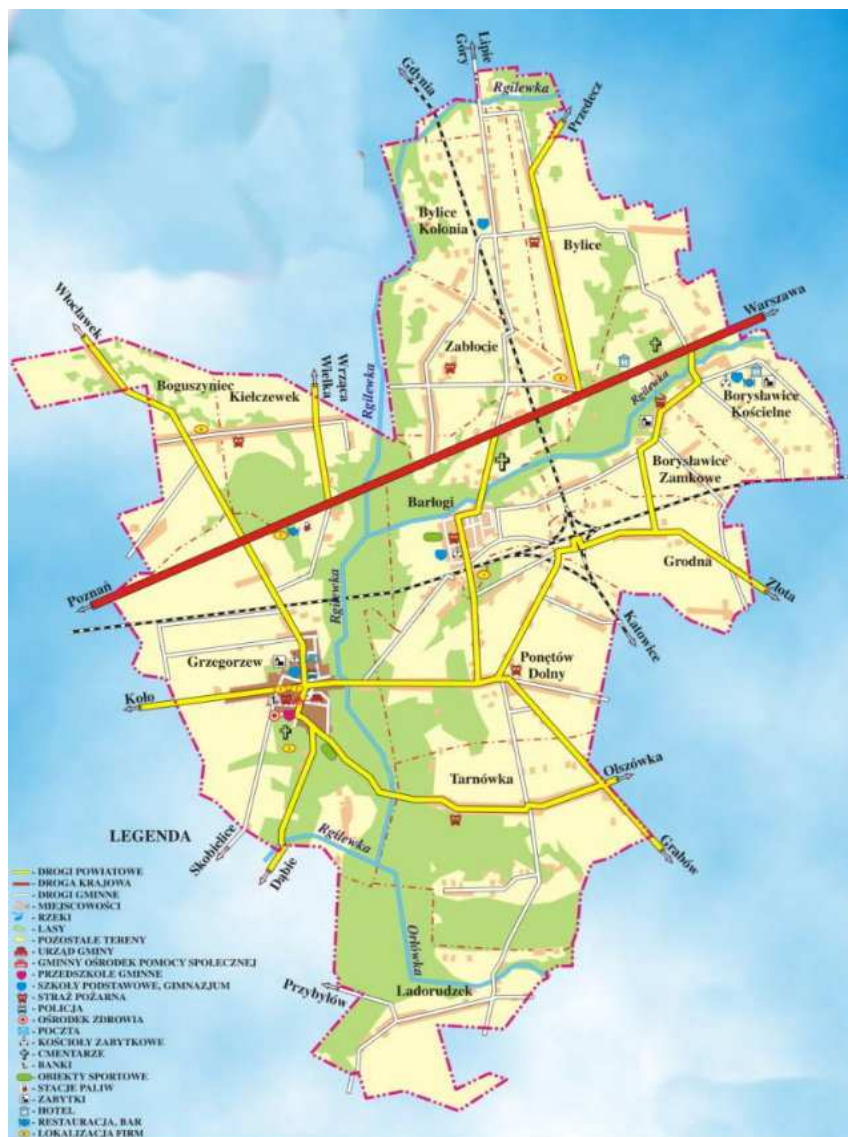 Lipie
Góry
Gdynia
Rgilewka
Przedecz
Bylice
Kolonia
Bylice
Warszawa
Włocławek
Zabłocie
Wrząca
Wielka
Boguszyniec
Kiełczewek
Rgilewka
Rgilewka
Borysławice
Kościelne
Borysławice
Zamkowe
Barłogi
Poznań
Rgilewka
Grodna
Złota
Katowice
Grzegorzew
Ponętów
Dolny
Koło
Olszówka
Tarnówka
Skobielice
Rgilewka
Dąbie
Grabów
Orłówka
Przybyłów
Ladorudzek
LEGENDA
- DROGI POWIATOWE
- DROGA KRAJOWA
- DROGI GMINNE
- MIEJSCOWOŚCI
- RZEKI
- LASY
- POZOSTAŁE TERENY
- URZĄD GMINY
- GMINNY OŚRODEK POMOCY SPOŁECZNEJ
- PRZEDSZKOLE GMINNE
- SZKOŁY PODSTAWOWE, GIMNAZJUM
- STRAŻ POŻARNA
- POLICJA
- OŚRODEK ZDROWIA
- POCZTA
- KOŚCIOŁY ZABYTKOWE
- CMENTARZE
- BANKI
- OBIEKTY SPORTOWE
- STACJE PALIW
- ZABYTKI
- HOTEL
- RESTAURACJA, BAR
- LOKALIZACJA FIRM